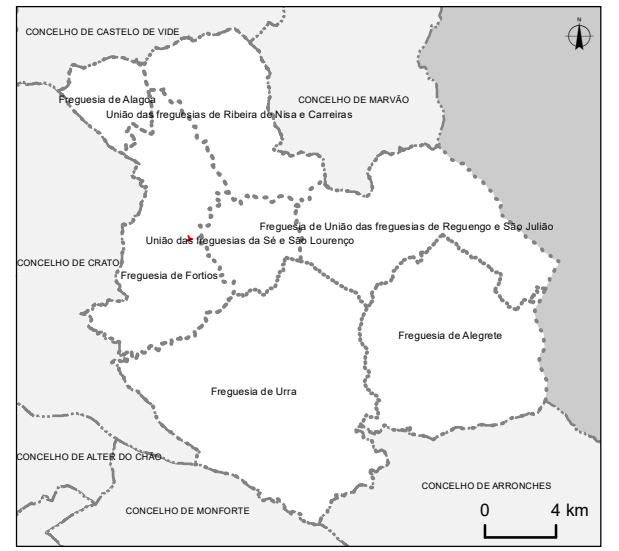 N
CONCELHO DE CASTELO DE VIDE
Freguesia de Alagoa
CONCELHO DE MARVÃO
União das freguesias de Ribeira de Nisa e Carreiras
Freguesia de União das freguesias de Reguengo e São Julião
União das freguesias da Sé e São Lourenço
CONCELHO DE CRATO
Freguesia de Fortios
Freguesia de Alegrete
Freguesia de Urra
CONCELHO DE ALTER DO CHÃO
CONCELHO DE ARRONCHES
CONCELHO DE MONFORTE
0 4 km